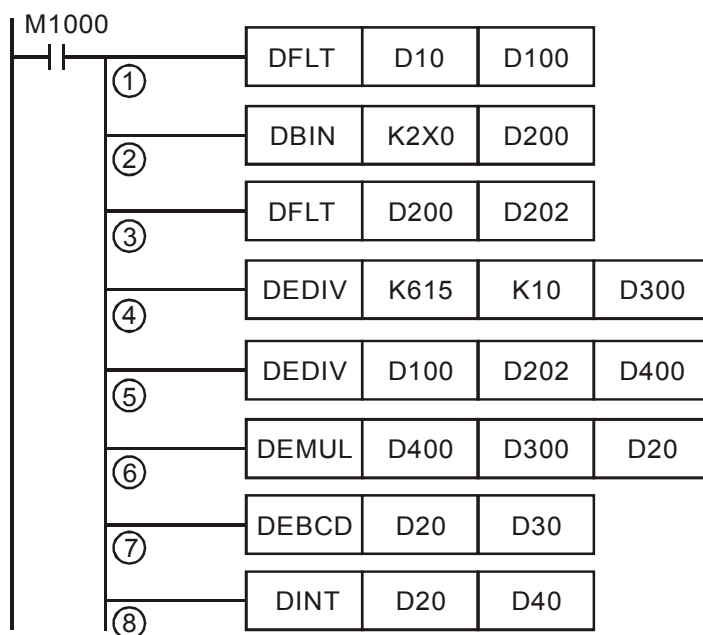 M1000
DFLT D10 D100
①
DBIN K2X0 D200
②
DFLT D200 D202
③
DEDIV K615 K10 D300
④
DEDIV D100 D202 D400
⑤
DEMUL D400 D300 D20
⑥
DEBCD D20 D30
⑦
DINT D20 D40
⑧